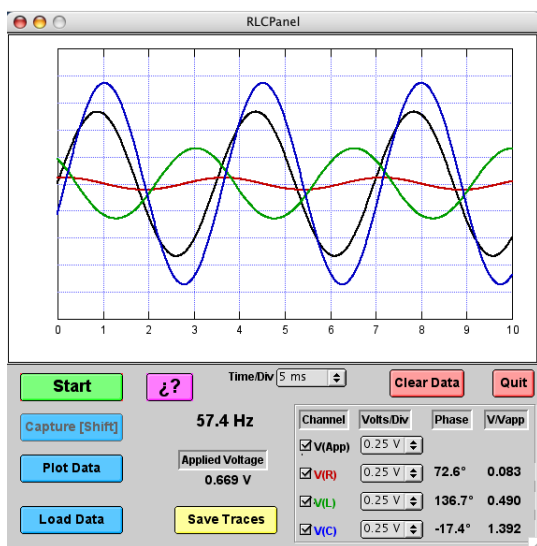 RLCPanel
0 1 2 3 4 5 6 7 8 9 10
Start
¿?
Time/Div 5 ms
Clear Data
Quit
Capture [Shift]
57.4 Hz
Channel Volts/Div Phase V/Vapp
V(App) 0.25 V
Plot Data
Applied Voltage
0.669 V
V(R) 0.25 V 72.6° 0.083
V(L) 0.25 V 136.7° 0.490
Load Data
Save Traces
V(C) 0.25 V -17.4° 1.392